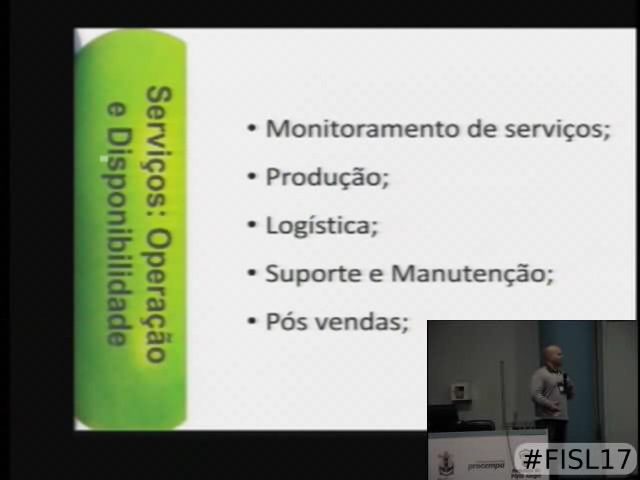 Serviços: Operação
e Disponibilidade
• Monitoramento de serviços;
• Produção;
• Logística;
• Suporte e Manutenção;
• Pós vendas;
procempa
#FISL17